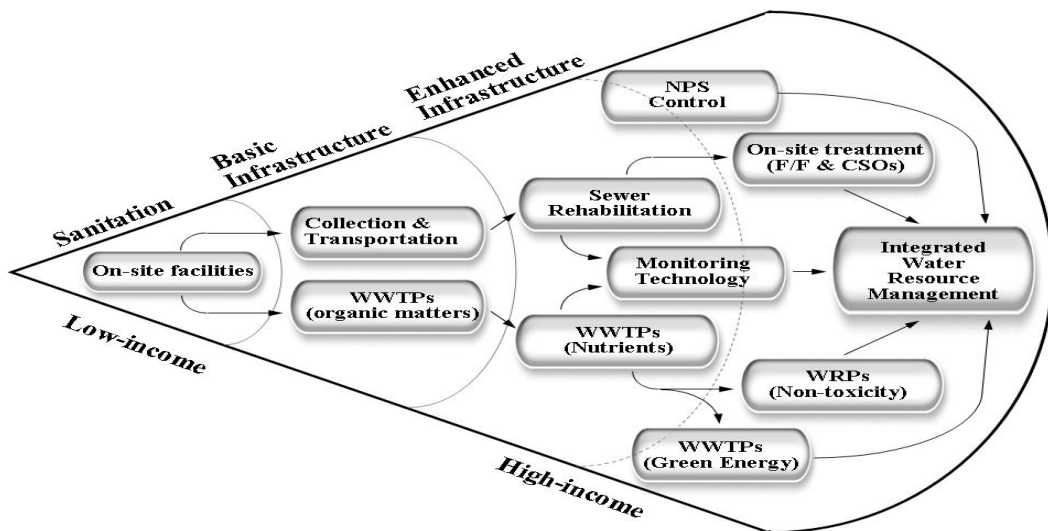 Sanitation
Basic
Infrastructure
Enhanced
Infrastructure
Low-income
High-income
On-site facilities
Collection &
Transportation
WWTPs
(organic matters)
Sewer
Rehabilitation
Monitoring
Technology
WWTPs
(Nutrients)
NPS
Control
On-site treatment
(F/F & CSOs)
Integrated
Water
Resource
Management
WRPs
(Non-toxicity)
WWTPs
(Green Energy)